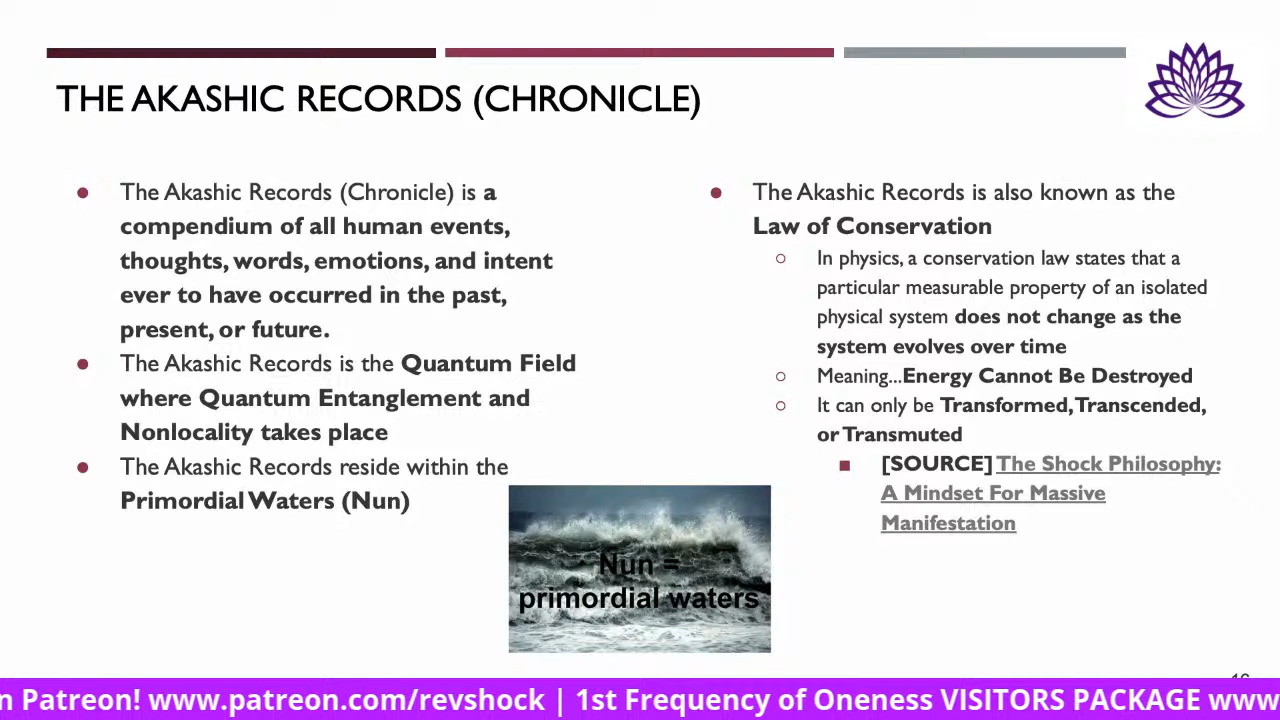 THE AKASHIC RECORDS (CHRONICLE)
The Akashic Records (Chronicle) is a
compendium of all human events,
thoughts, words, emotions, and intent
ever to have occurred in the past,
present, or future.
The Akashic Records is the Quantum Field
where Quantum Entanglement and
Nonlocality takes place
The Akashic Records reside within the
Primordial Waters (Nun)
Nun =
primordial waters
The Akashic Records is also known as the
Law of Conservation
In physics, a conservation law states that a
particular measurable property of an isolated
physical system does not change as the
system evolves over time
Meaning...Energy Cannot Be Destroyed
It can only be Transformed, Transcended,
or Transmuted
[SOURCE] The Shock Philosophy:
A Mindset For Massive
Manifestation
n Patreon! www.patreon.com/revshock | 1st Frequency of Oneness VISITORS PACKAGE www